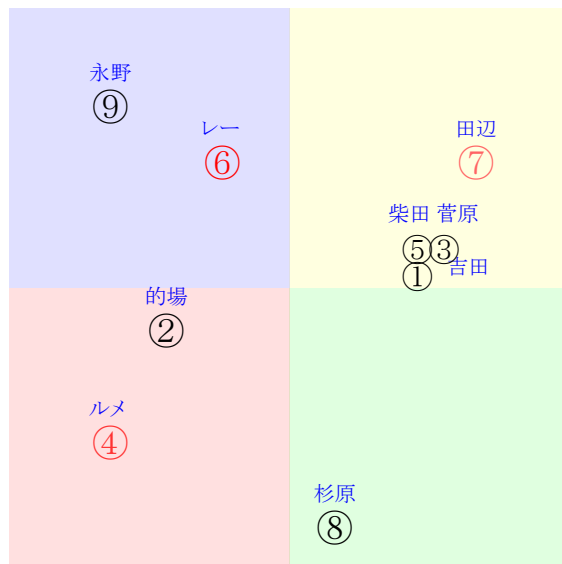 永野
⑨
レー
⑥
田辺
⑦
柴田 菅原
⑤③
吉田
①
的場
②
ルメ
④
杉原
⑧